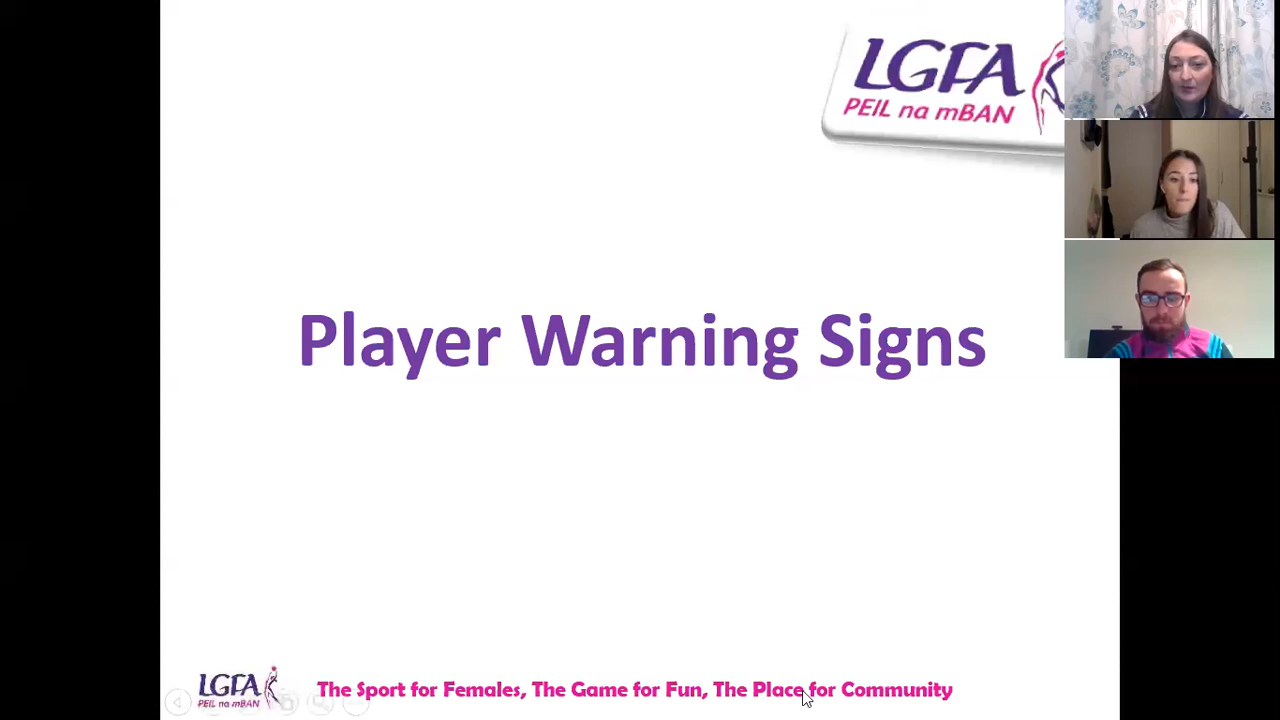 LGFA
PEIL na mBAN
Player Warning Signs
LGFA
PEIL na mBAN
The Sport for Females, The Game for Fun, The Place for Community